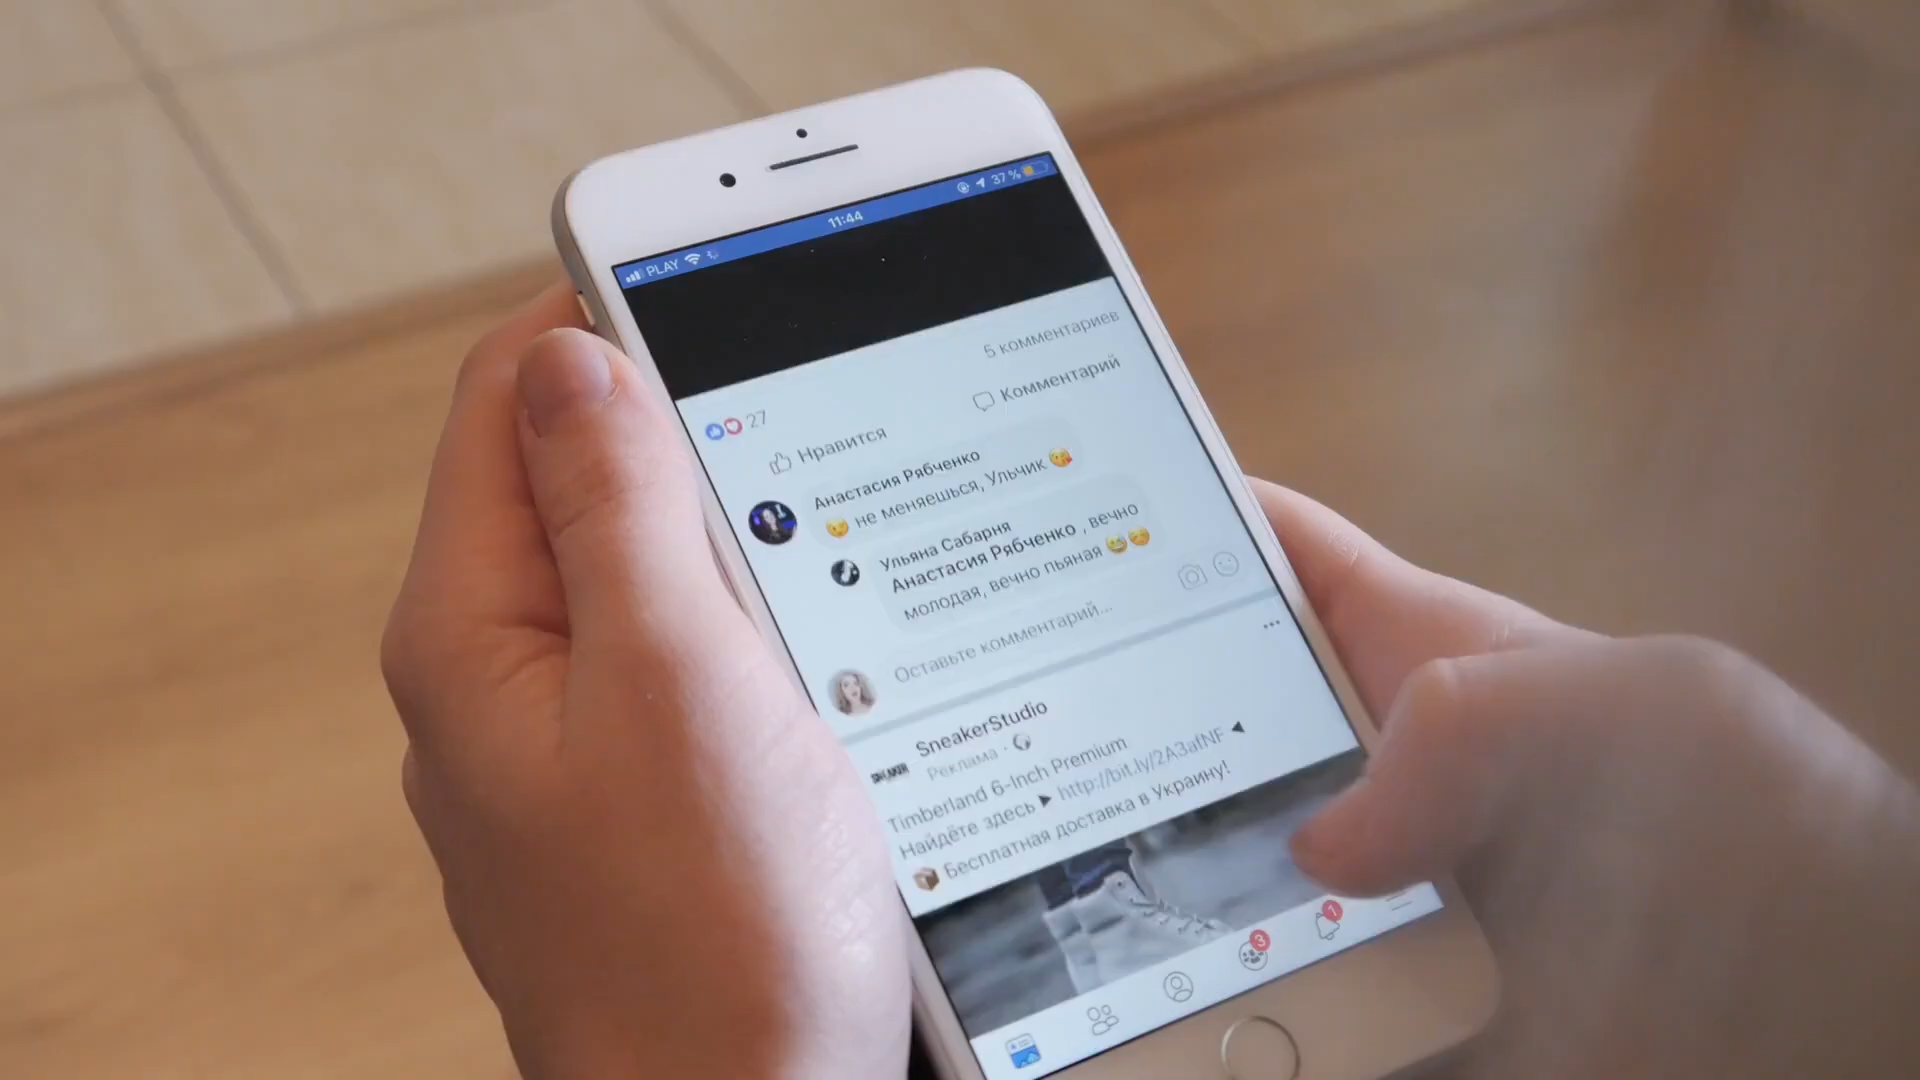 PLAY
11:44
37 %
27
5 комментариев
Нравится
Комментарий
Анастасия Рябченко
😉 не меняешься, Ульчик 😘
Ульяна Сабарня
Анастасия Рябченко , вечно
молодая, вечно пьяная 😂😊
Оставьте комментарий...
SNEAKER
SneakerStudio
Реклама ·
Timberland 6-Inch Premium
Найдёте здесь ► http://bit.ly/2A3afNF ◄
📦 Бесплатная доставка в Украину!
3
1